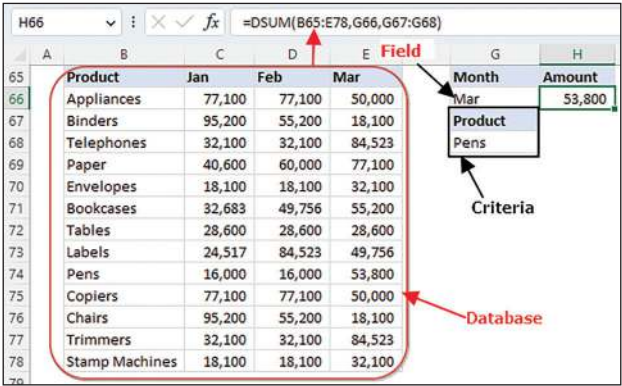 H66 fx =DSUM(B65:E78,G66,G67:G68)
A B C D E Field G H
65 Product Jan Feb Mar Month Amount
66 Appliances 77,100 77,100 50,000 Mar 53,800
67 Binders 95,200 55,200 18,100 Product
68 Telephones 32,100 32,100 84,523 Pens
69 Paper 40,600 60,000 77,100
70 Envelopes 18,100 18,100 32,100
71 Bookcases 32,683 49,756 55,200 Criteria
72 Tables 28,600 28,600 28,600
73 Labels 24,517 84,523 49,756
74 Pens 16,000 16,000 53,800
75 Copiers 77,100 77,100 50,000
76 Chairs 95,200 55,200 18,100 Database
77 Trimmers 32,100 32,100 84,523
78 Stamp Machines 18,100 18,100 32,100
79